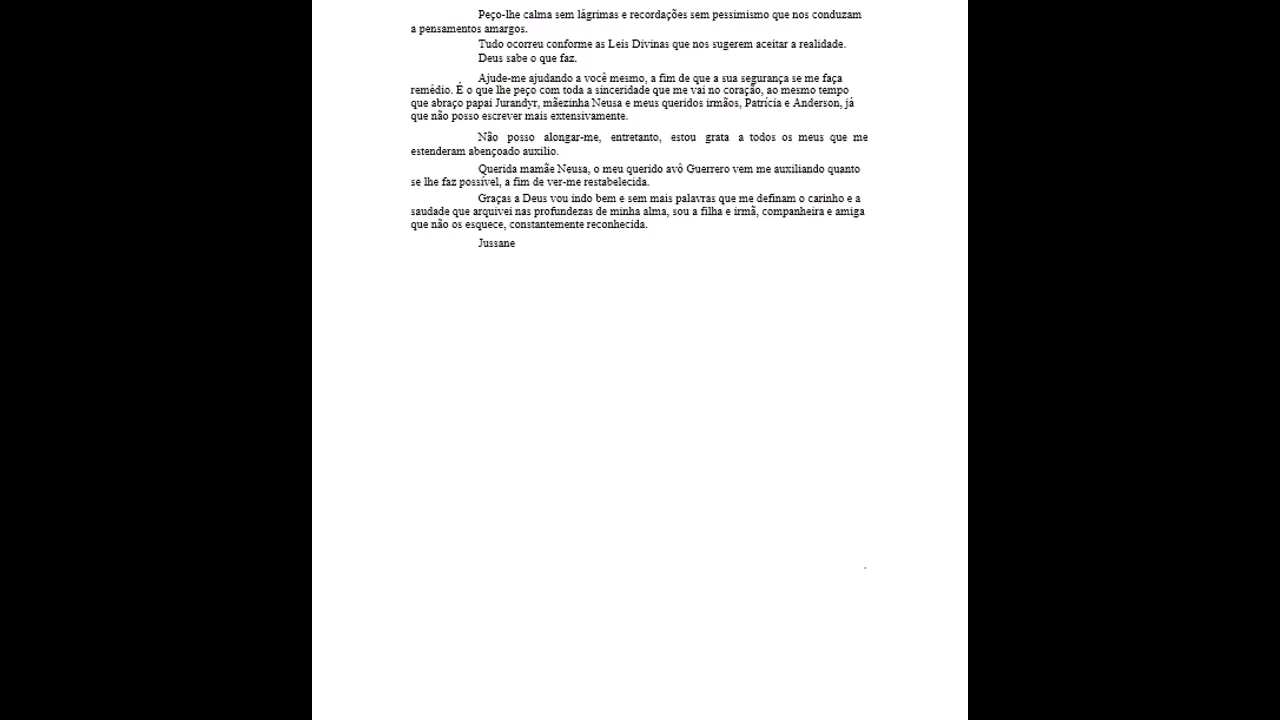 Peço-lhe calma sem lágrimas e recordações sem pessimismo que nos conduzam
a pensamentos amargos.
Tudo ocorreu conforme as Leis Divinas que nos sugerem aceitar a realidade.
Deus sabe o que faz.
Ajude-me ajudando a você mesmo, a fim de que a sua segurança se me faça
remédio. É o que lhe peço com toda a sinceridade que me vai no coração, ao mesmo tempo
que abraço papai Jurandyr, mãezinha Neusa e meus queridos irmãos, Patrícia e Anderson, já
que não posso escrever mais extensivamente.
Não posso alongar-me, entretanto, estou grata a todos os meus que me
estenderam abençoado auxilio.
Querida mamãe Neusa, o meu querido avô Guerrero vem me auxiliando quanto
se lhe faz possível, a fim de ver-me restabelecida.
Graças a Deus vou indo bem e sem mais palavras que me definam o carinho e a
saudade que arquivei nas profundezas de minha alma, sou a filha e irmã, companheira e amiga
que não os esquece, constantemente reconhecida.
Jussane